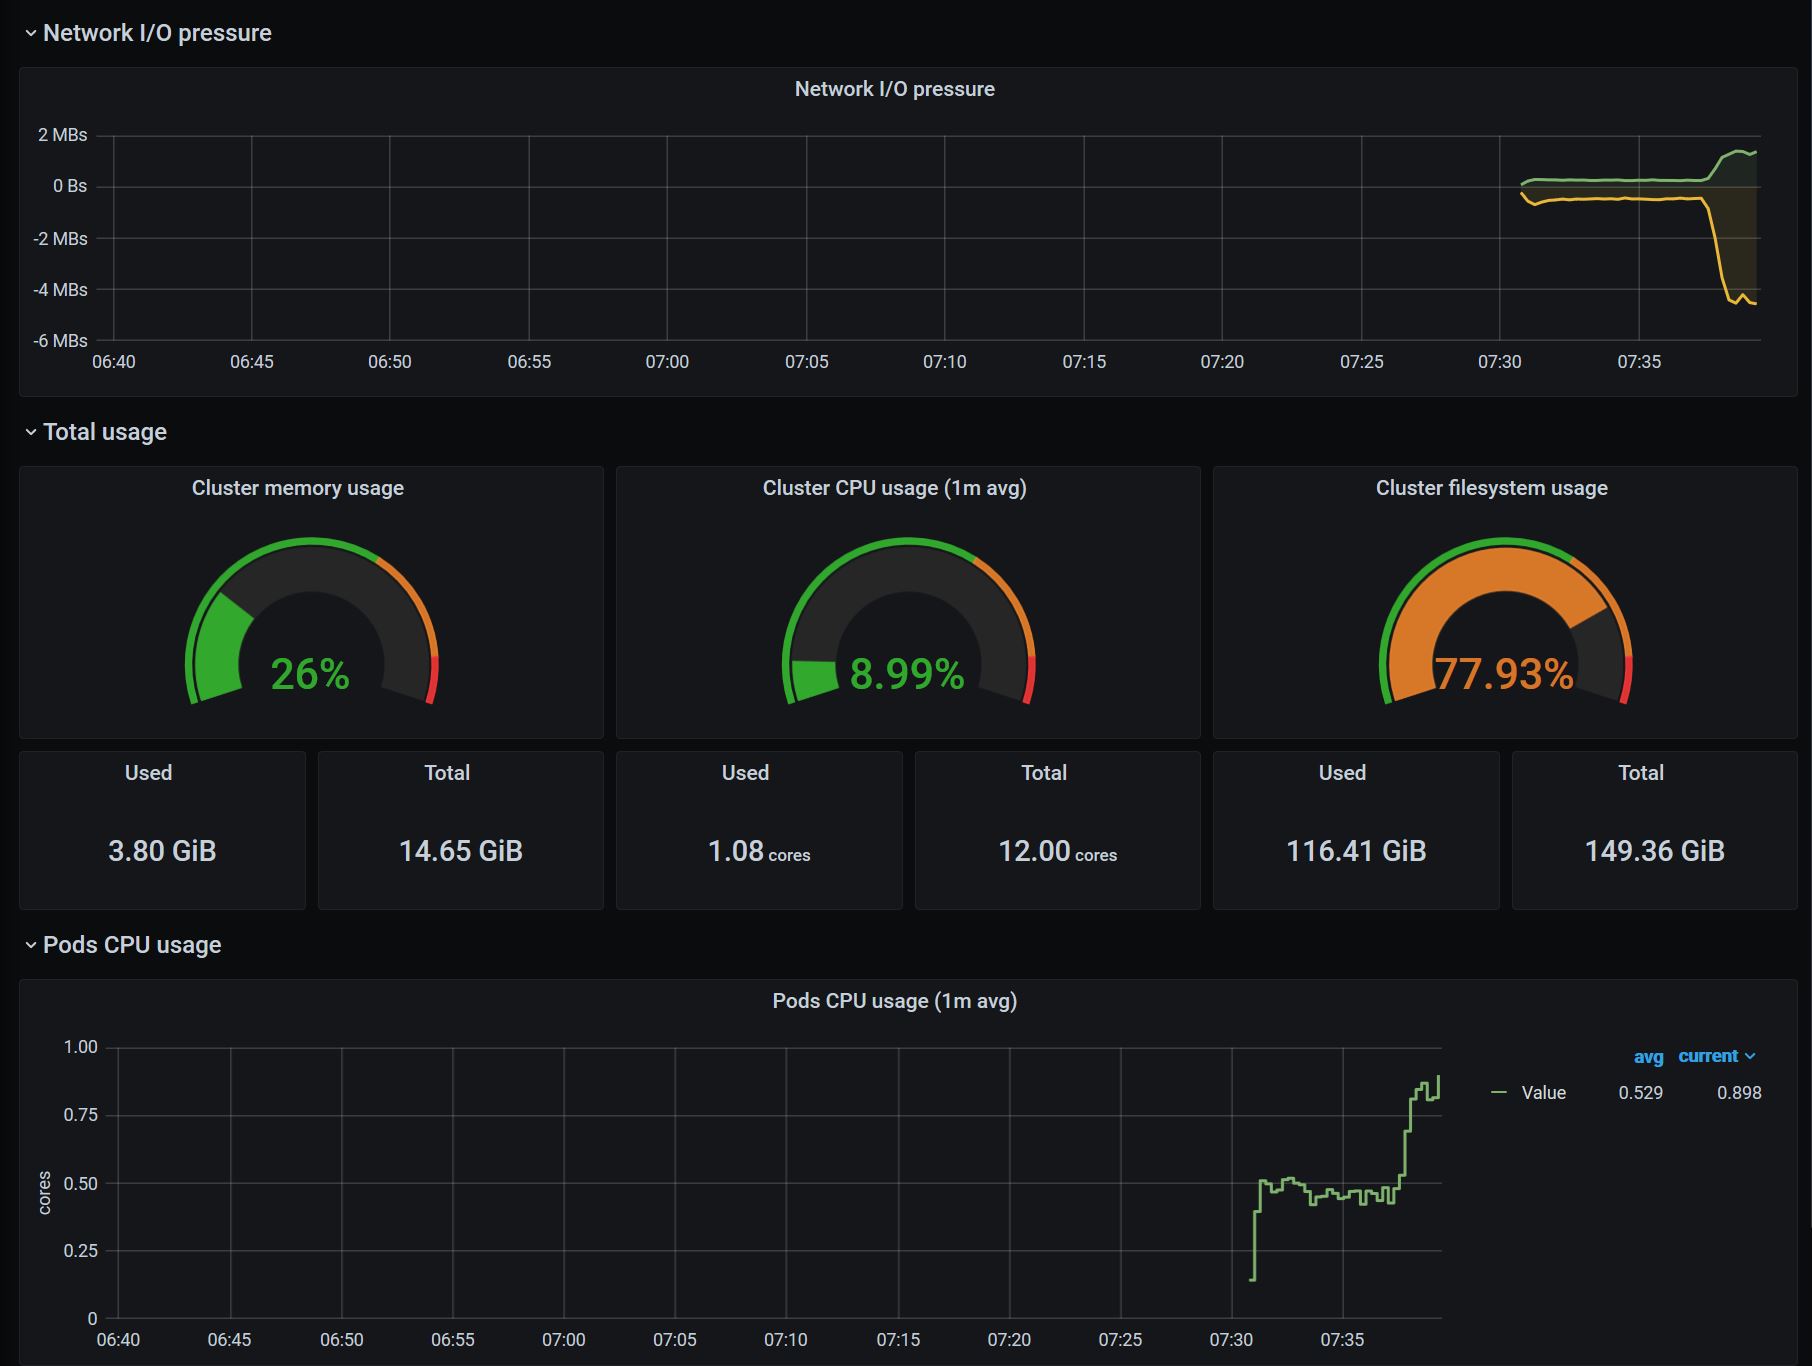 Network I/O pressure
Network I/O pressure
2 MBs
0 Bs
-2 MBs
-4 MBs
-6 MBs
06:40 06:45 06:50 06:55 07:00 07:05 07:10 07:15 07:20 07:25 07:30 07:35
Total usage
Cluster memory usage
26%
Cluster CPU usage (1m avg)
8.99%
Cluster filesystem usage
77.93%
Used
3.80 GiB
Total
14.65 GiB
Used
1.08 cores
Total
12.00 cores
Used
116.41 GiB
Total
149.36 GiB
Pods CPU usage
Pods CPU usage (1m avg)
cores
1.00
0.75
0.50
0.25
0
06:40 06:45 06:50 06:55 07:00 07:05 07:10 07:15 07:20 07:25 07:30 07:35
avg current
Value 0.529 0.898